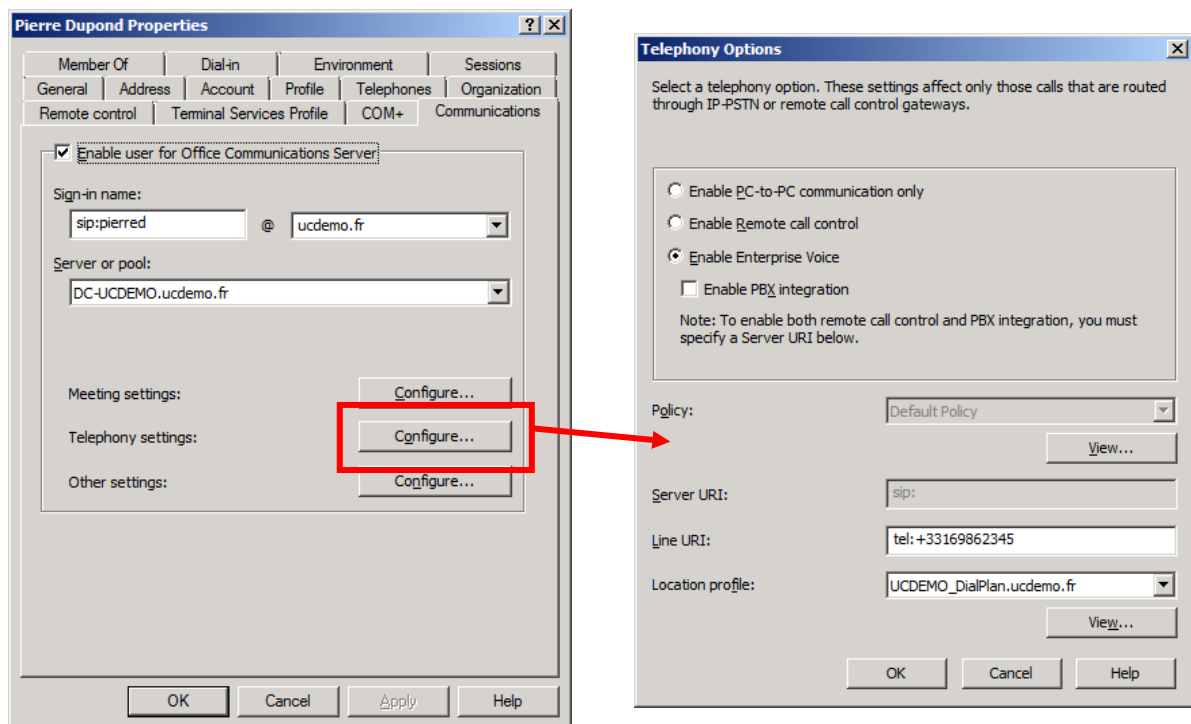 Pierre Dupond Properties
Member Of Dial-in Environment Sessions
General Address Account Profile Telephones Organization
Remote control Terminal Services Profile COM+ Communications
Enable user for Office Communications Server
Sign-in name:
sip:pierred @ ucdemo.fr
Server or pool:
DC-UCDEMO.ucdemo.fr
Meeting settings: Configure...
Telephony settings: Configure...
Other settings: Configure...
OK Cancel Apply Help
Telephony Options
Select a telephony option. These settings affect only those calls that are routed
through IP-PSTN or remote call control gateways.
Enable PC-to-PC communication only
Enable Remote call control
Enable Enterprise Voice
Enable PBX integration
Note: To enable both remote call control and PBX integration, you must
specify a Server URI below.
Policy: Default Policy
View...
Server URI: sip:
Line URI: tel:+33169862345
Location profile: UCDEMO_DialPlan.ucdemo.fr
View...
OK Cancel Help